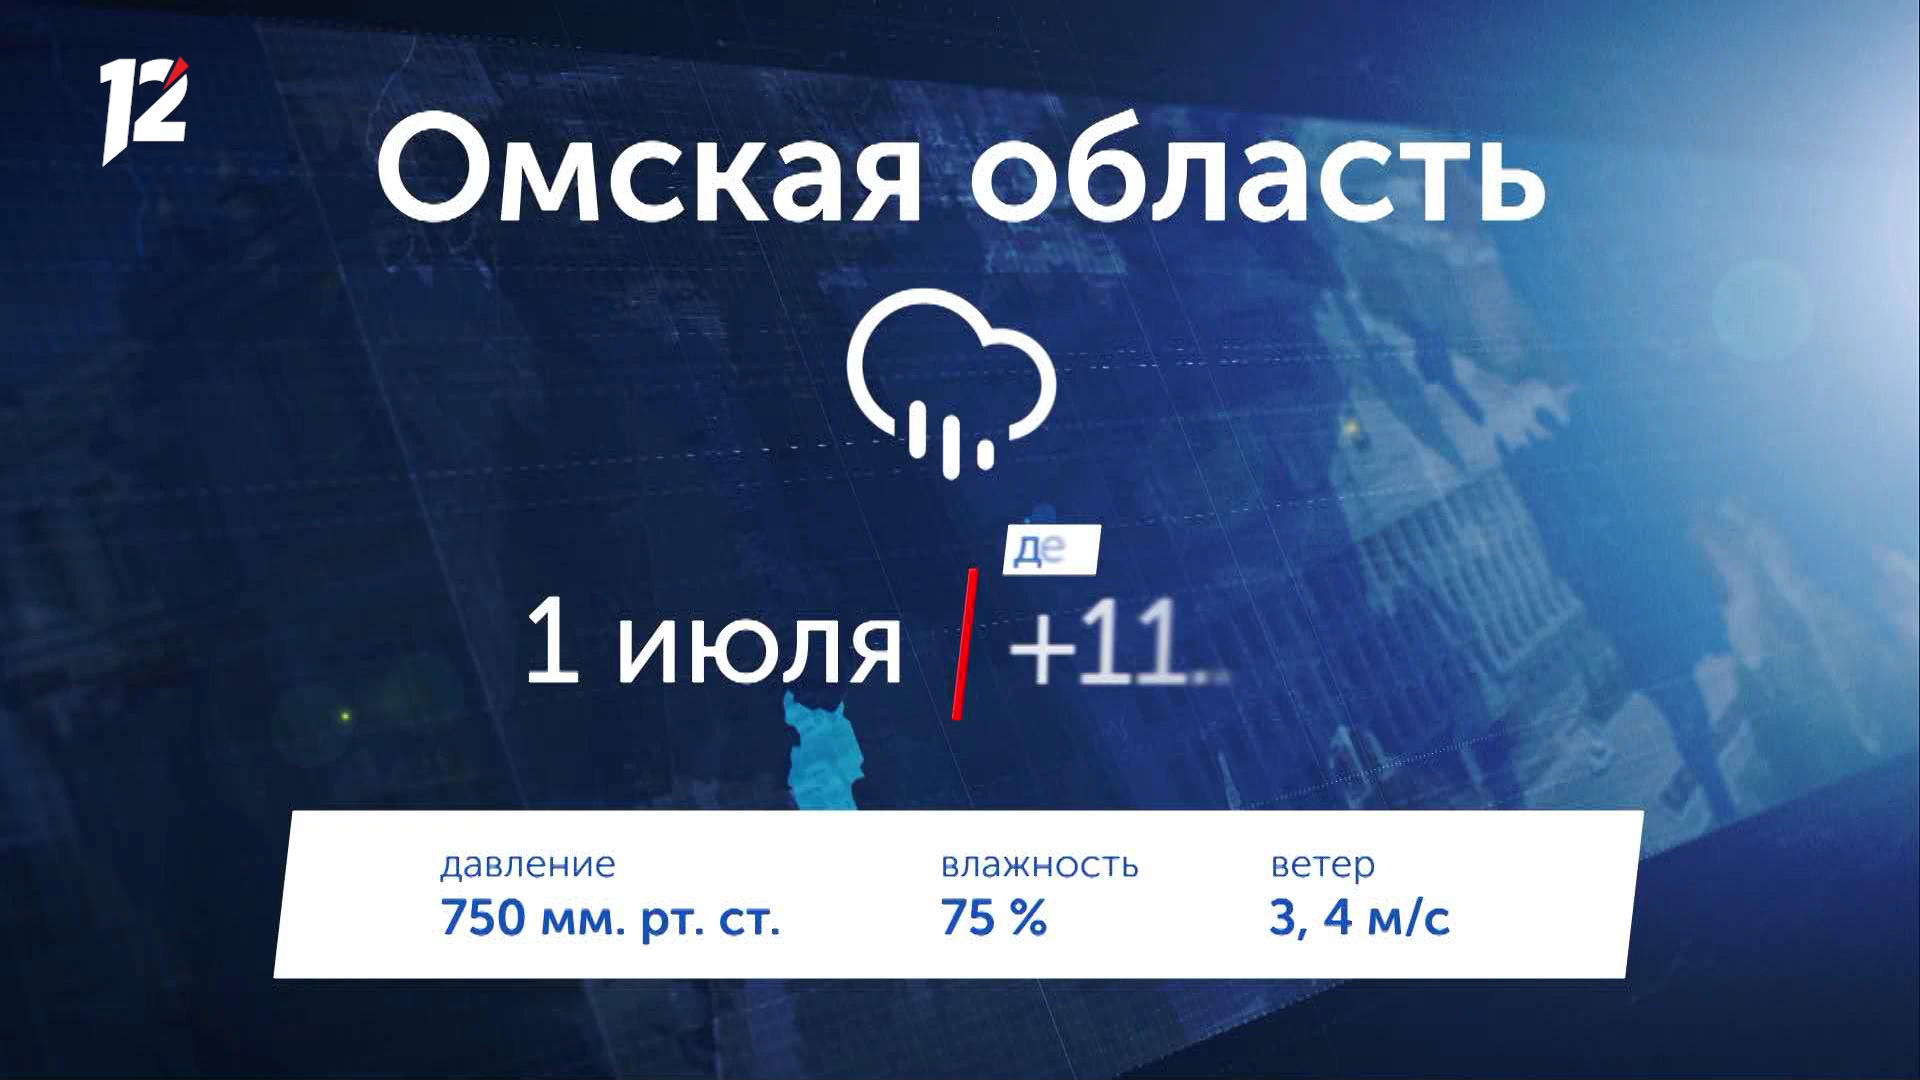 12
Омская область
де
1 июля
+11..
давление
влажность
ветер
750 мм. рт. ст.
75 %
3, 4 м/с